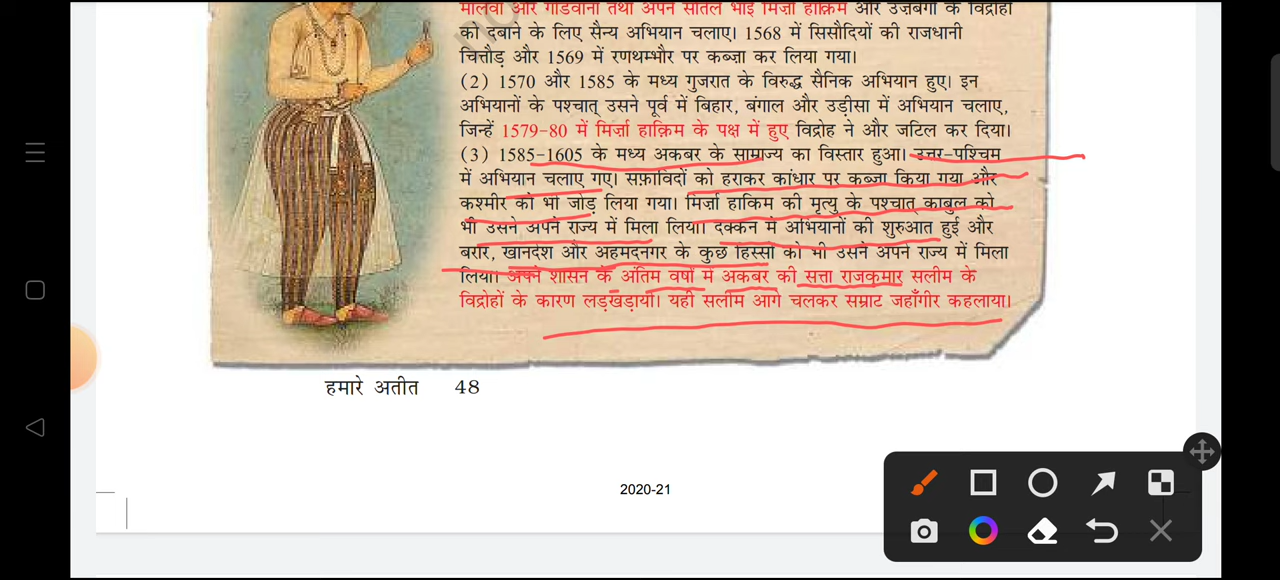 मालवा और गोंडवाना तथा अपने सौतेले भाई मिर्ज़ा हाक़िम और उज़बेगों के विद्रोहों
को दबाने के लिए सैन्य अभियान चलाए। 1568 में सिसौदियों की राजधानी
चित्तौड़ और 1569 में रणथम्भौर पर कब्ज़ा कर लिया गया।
(2) 1570 और 1585 के मध्य गुजरात के विरुद्ध सैनिक अभियान हुए। इन
अभियानों के पश्चात् उसने पूर्व में बिहार, बंगाल और उड़ीसा में अभियान चलाए,
जिन्हें 1579-80 में मिर्ज़ा हाक़िम के पक्ष में हुए विद्रोह ने और जटिल कर दिया।
(3) 1585-1605 के मध्य अकबर के साम्राज्य का विस्तार हुआ। उत्तर-पश्चिम
में अभियान चलाए गए। सफ़ाविदों को हराकर कांधार पर कब्ज़ा किया गया और
कश्मीर को भी जोड़ लिया गया। मिर्ज़ा हाकिम की मृत्यु के पश्चात् काबुल को
भी उसने अपने राज्य में मिला लिया। दक्कन में अभियानों की शुरुआत हुई और
बरार, खानदेश और अहमदनगर के कुछ हिस्सों को भी उसने अपने राज्य में मिला
लिया। अपने शासन के अंतिम वर्षों में अकबर की सत्ता राजकुमार सलीम के
विद्रोहों के कारण लड़खड़ायी। यही सलीम आगे चलकर सम्राट जहाँगीर कहलाया।
हमारे अतीत 48
2020-21